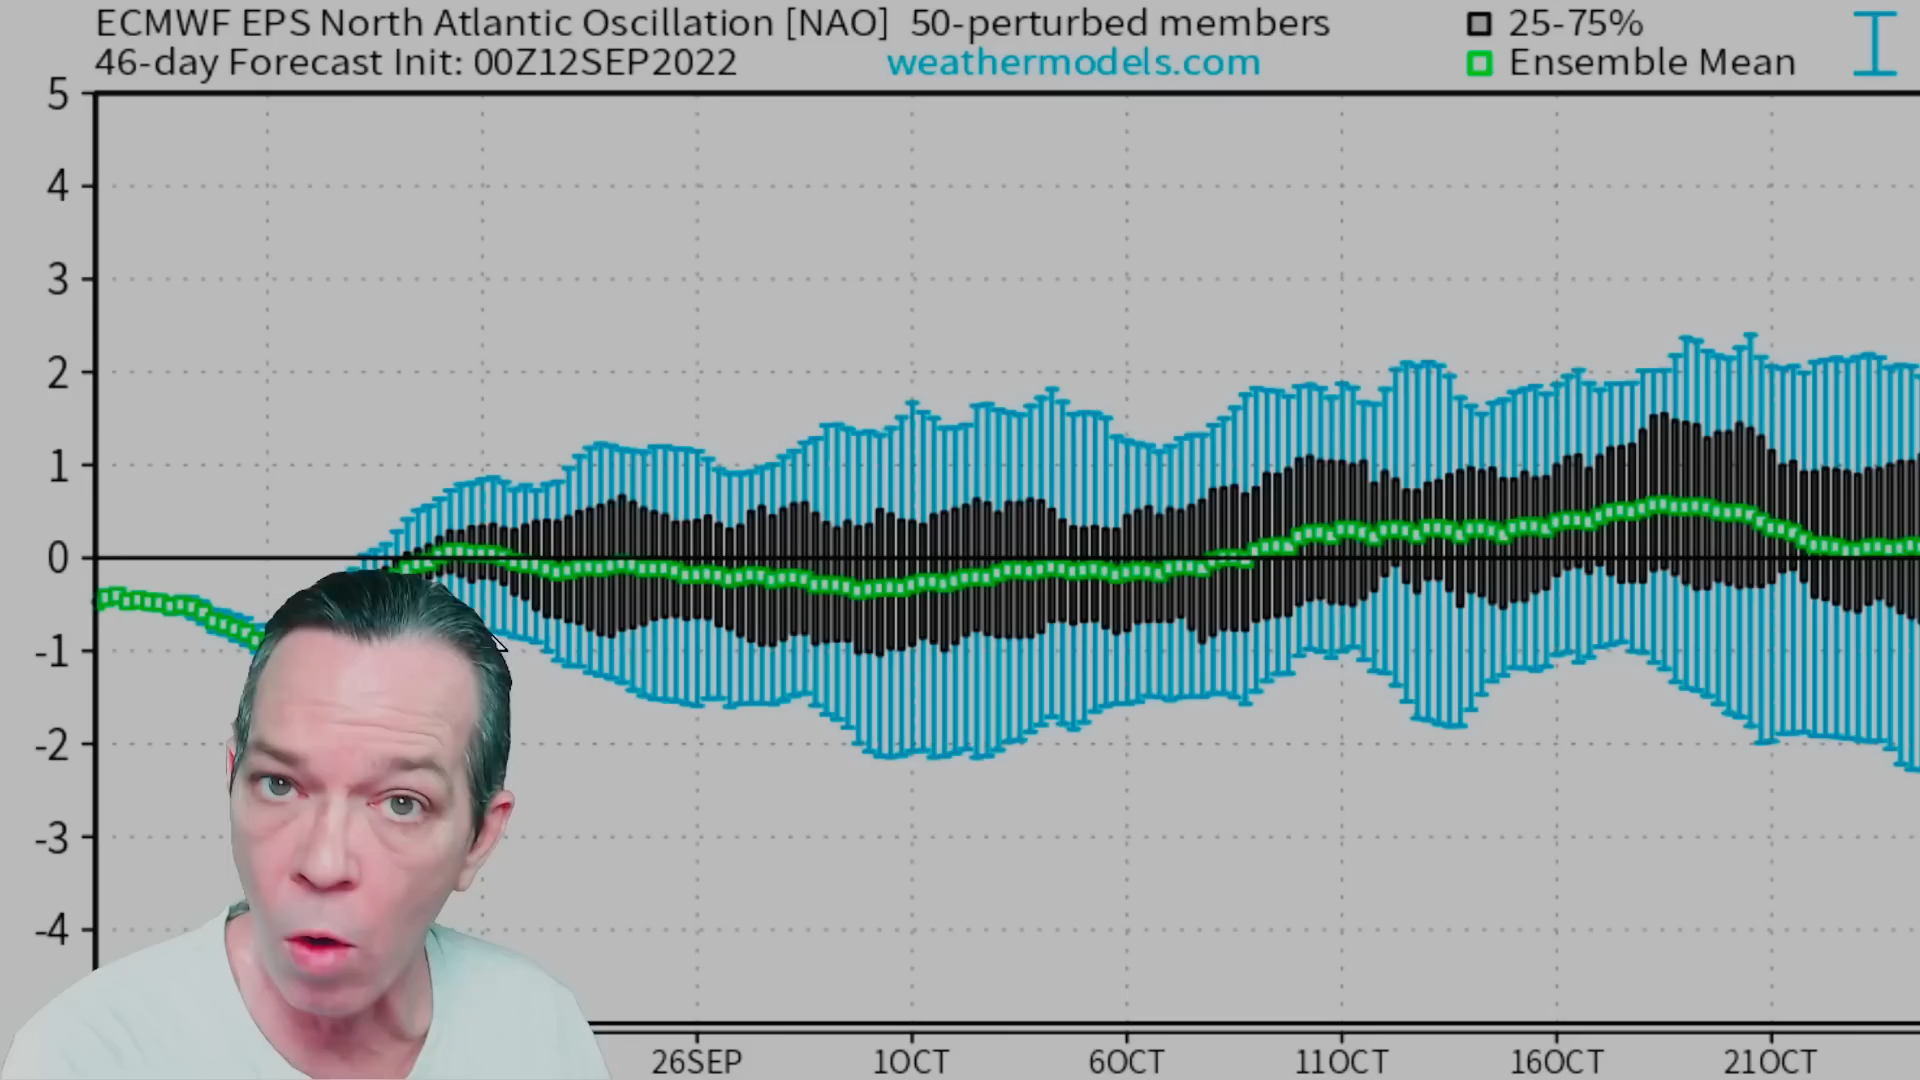 ECMWF EPS North Atlantic Oscillation [NAO] 50-perturbed members
46-day Forecast Init: 00Z12SEP2022 weathermodels.com
25-75%
Ensemble Mean
5
4
3
2
1
0
-1
-2
-3
-4
26SEP 1OCT 6OCT 11OCT 16OCT 21OCT